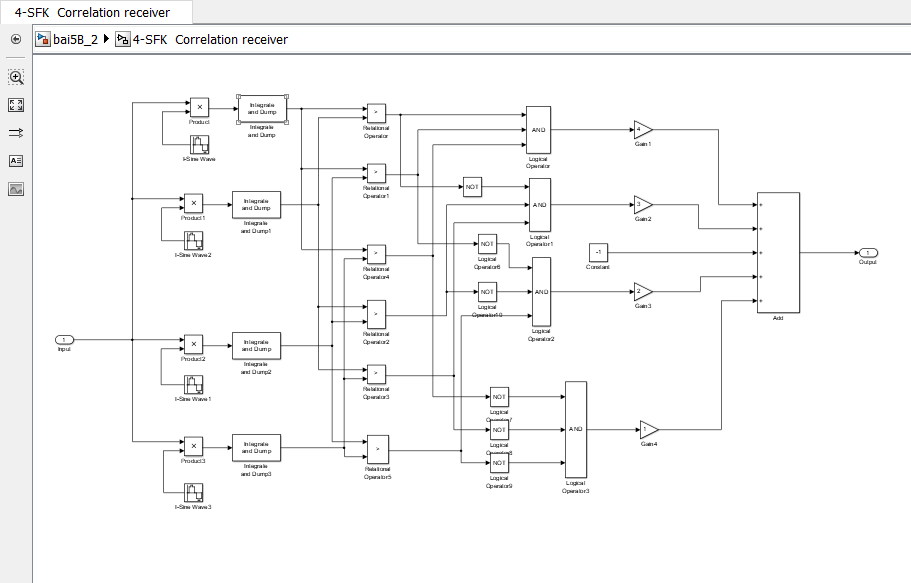 4-SFK Correlation receiver
bai5B_2
4-SFK Correlation receiver
×
Product
Integrate
and Dump
Integrate
and Dump
I-Sine Wave
>
Relational
Operator
AND
Logical
Operator
4
Gain1
×
Product1
Integrate
and Dump
Integrate
and Dump1
I-Sine Wave2
>
Relational
Operator1
NOT
AND
Logical
Operator1
3
Gain2
>
Relational
Operator4
NOT
Logical
Operator6
-1
Constant
+
+
+
+
+
Add
1
Output
>
Relational
Operator2
NOT
Logical
Operator10
AND
Logical
Operator2
2
Gain3
1
Input
×
Product2
Integrate
and Dump
Integrate
and Dump2
I-Sine Wave1
>
Relational
Operator3
NOT
Logical
Operator7
NOT
Logical
Operator8
NOT
Logical
Operator9
AND
Logical
Operator3
1
Gain4
×
Product3
Integrate
and Dump
Integrate
and Dump3
I-Sine Wave3
>
Relational
Operator5